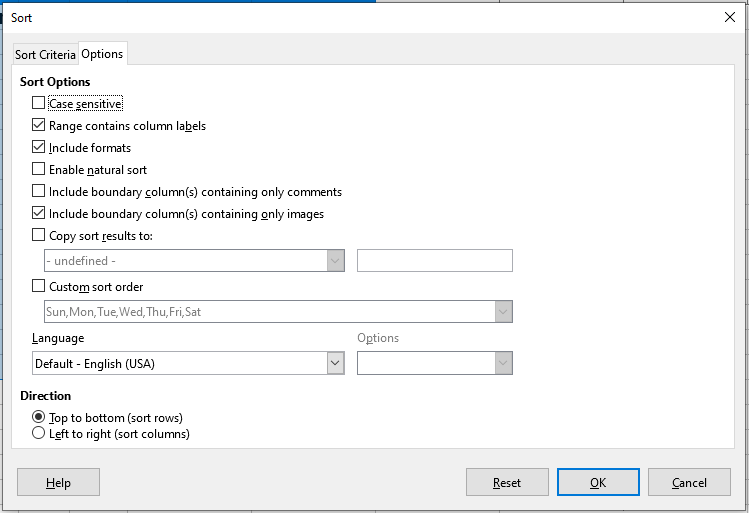 Sort
Sort Criteria Options
Sort Options
Case sensitive
Range contains column labels
Include formats
Enable natural sort
Include boundary column(s) containing only comments
Include boundary column(s) containing only images
Copy sort results to:
- undefined -
Custom sort order
Sun,Mon,Tue,Wed,Thu,Fri,Sat
Language Options
Default - English (USA)
Direction
Top to bottom (sort rows)
Left to right (sort columns)
Help Reset OK Cancel